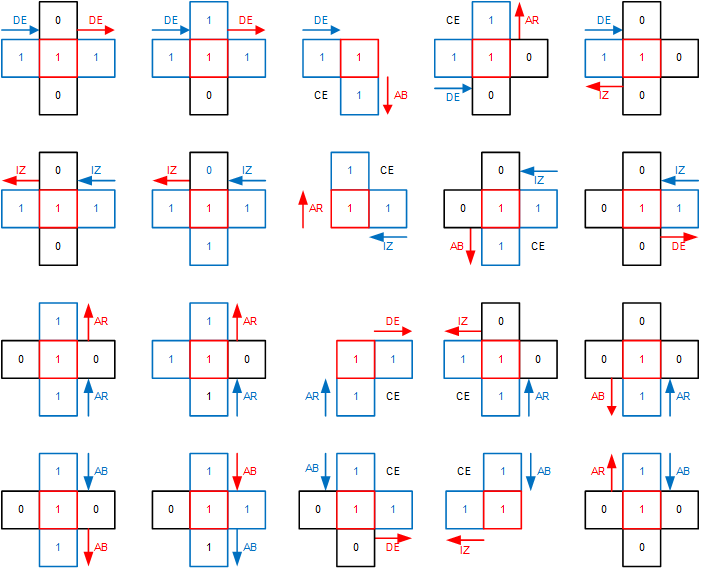 DE 0 DE DE 1 DE DE CE 1 AR DE 0
1 1 1 1 1 1 1 1 1 1 0 1 1 0
0 0 CE 1 AB DE 0 IZ 0
IZ 0 IZ IZ 0 IZ 1 CE 0 IZ 0 IZ
1 1 1 1 1 1 AR 1 1 0 1 1 0 1 1
0 1 IZ AB 1 CE 0 DE
1 AR 1 AR DE IZ 0 0
0 1 0 1 1 0 1 1 1 1 0 0 1 0
1 AR 1 AR AR 1 CE CE 1 AR AB 1 AR
1 AB 1 AB AB 1 CE CE 1 AB AR 1 AB
0 1 0 0 1 1 0 1 1 1 1 0 1 0
1 AB 1 AB 0 DE IZ 1